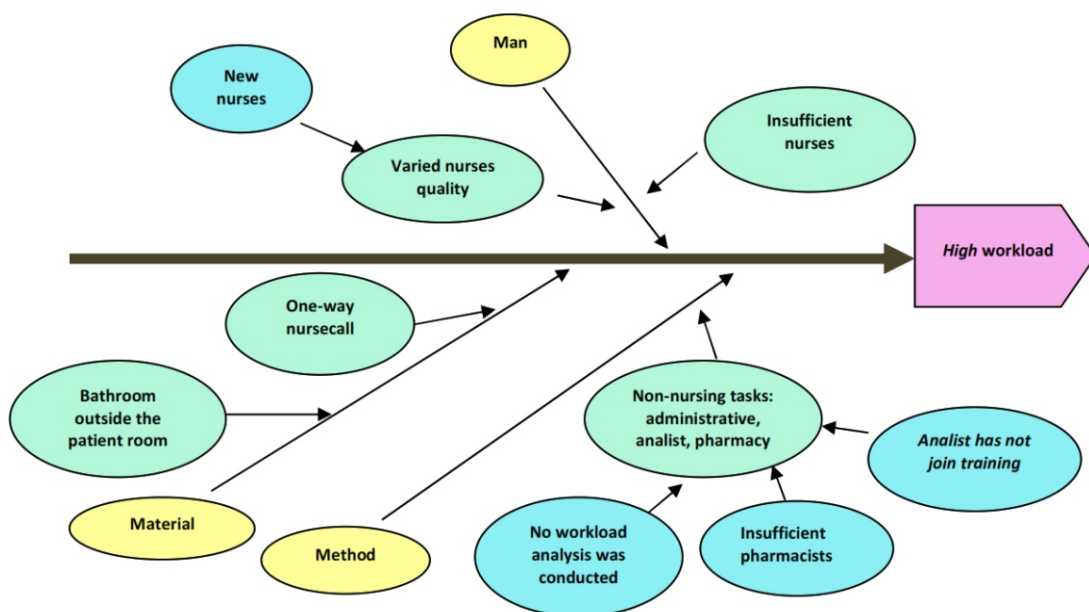 Man
New
nurses
Insufficient
nurses
Varied nurses
quality
High workload
One-way
nursecall
Bathroom
outside the
patient room
Non-nursing tasks:
administrative,
analist, pharmacy
Analist has not
join training
Material
Method
No workload
analysis was
conducted
Insufficient
pharmacists